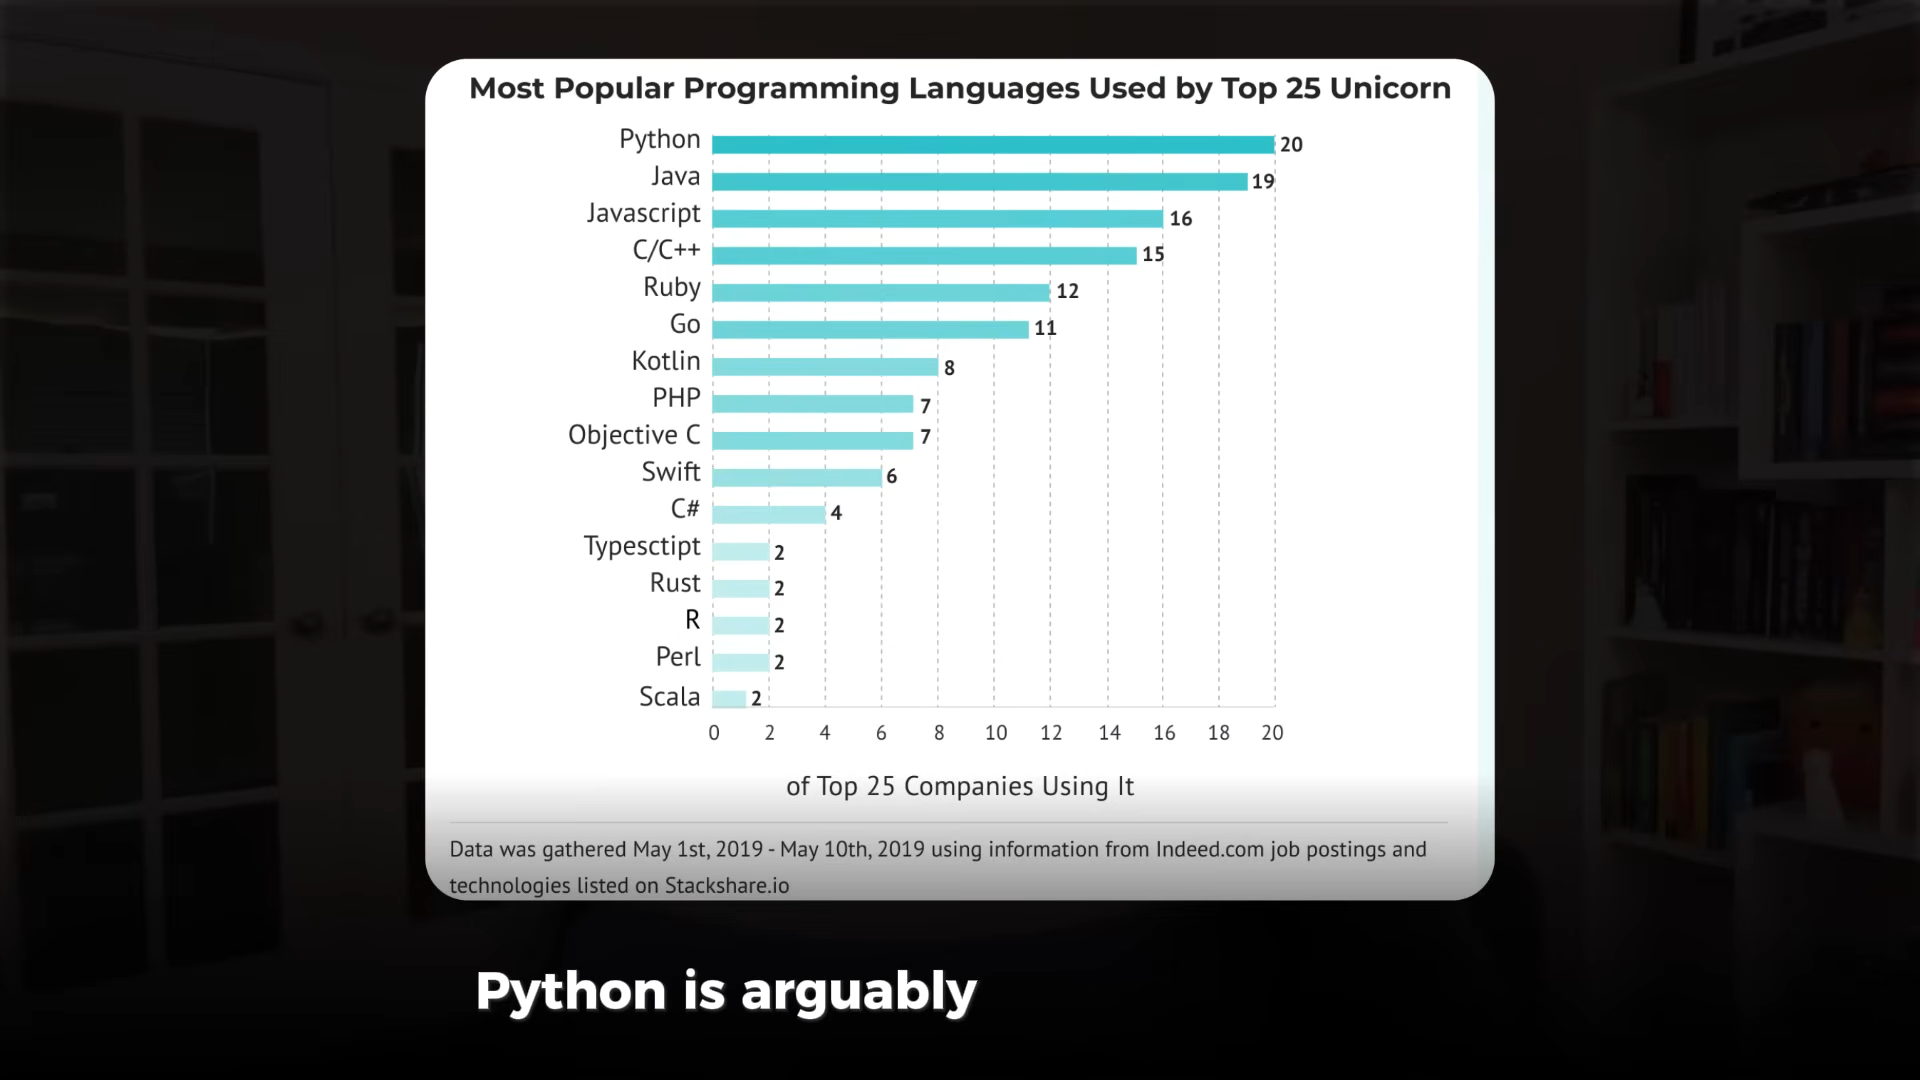 Most Popular Programming Languages Used by Top 25 Unicorn
Python 20
Java 19
Javascript 16
C/C++ 15
Ruby 12
Go 11
Kotlin 8
PHP 7
Objective C 7
Swift 6
C# 4
Typesctipt 2
Rust 2
R 2
Perl 2
Scala 2
0 2 4 6 8 10 12 14 16 18 20
of Top 25 Companies Using It
Data was gathered May 1st, 2019 - May 10th, 2019 using information from Indeed.com job postings and
technologies listed on Stackshare.io
Python is arguably